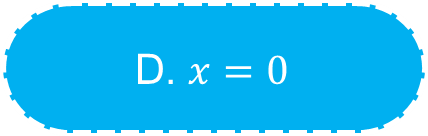 D. x = 0